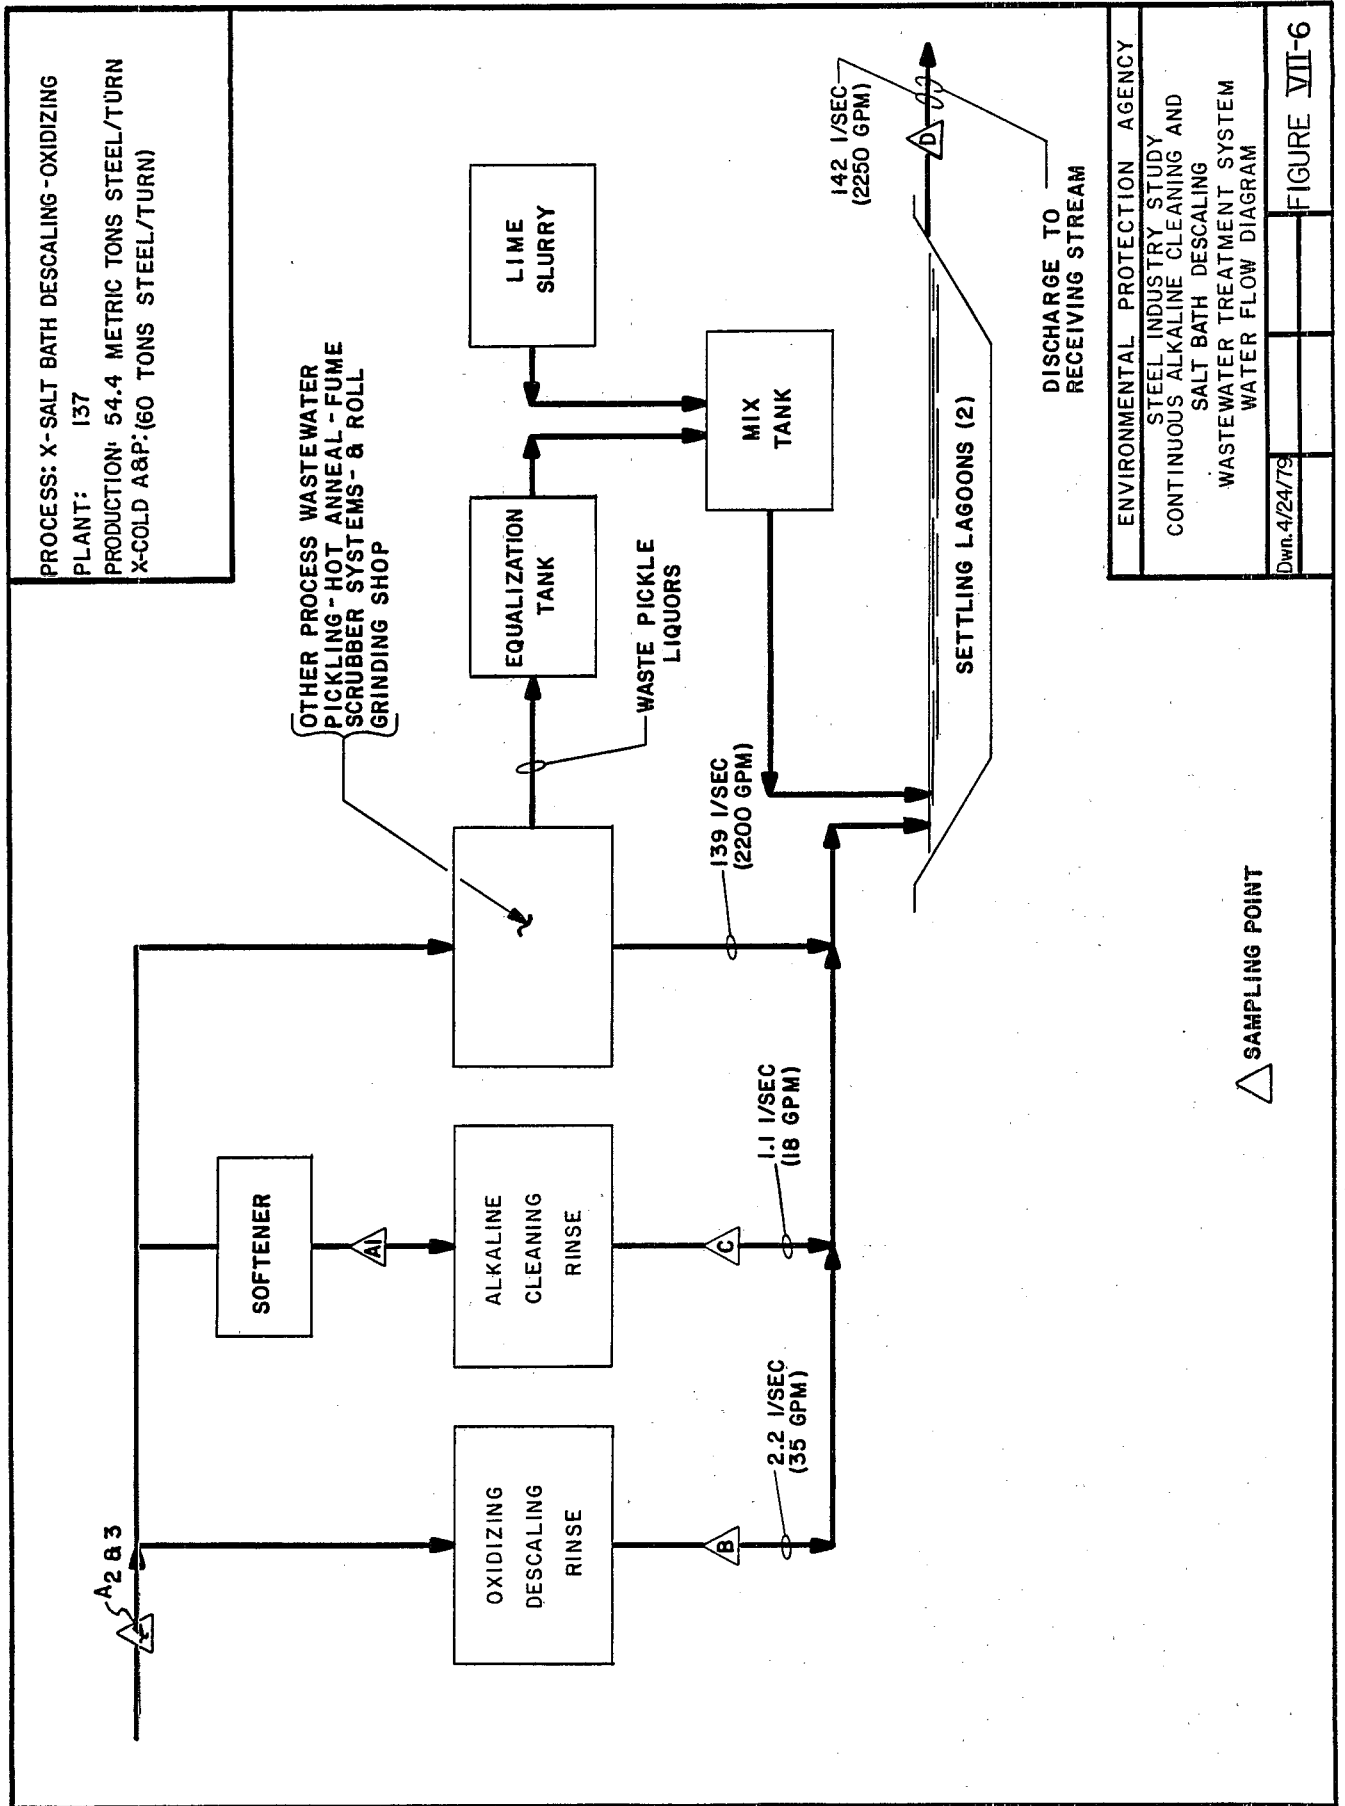 PROCESS: X-SALT BATH DESCALING-OXIDIZING
PLANT: 137
PRODUCTION: 54.4 METRIC TONS STEEL/TURN
X-COLD A&P: (60 TONS STEEL/TURN)
A2 & 3
SOFTENER
A1
OXIDIZING
DESCALING
RINSE
ALKALINE
CLEANING
RINSE
OTHER PROCESS WASTEWATER
PICKLING-HOT ANNEAL-FUME
SCRUBBER SYSTEMS-& ROLL
GRINDING SHOP
EQUALIZATION
TANK
LIME
SLURRY
WASTE PICKLE
LIQUORS
MIX
TANK
B
C
2.2 l/SEC
(35 GPM)
1.1 l/SEC
(18 GPM)
139 l/SEC
(2200 GPM)
142 l/SEC
(2250 GPM)
D
SETTLING LAGOONS (2)
DISCHARGE TO
RECEIVING STREAM
SAMPLING POINT
ENVIRONMENTAL PROTECTION AGENCY
STEEL INDUSTRY STUDY
CONTINUOUS ALKALINE CLEANING AND
SALT BATH DESCALING
WASTEWATER TREATMENT SYSTEM
WATER FLOW DIAGRAM
Dwn. 4/24/79
FIGURE VII-6